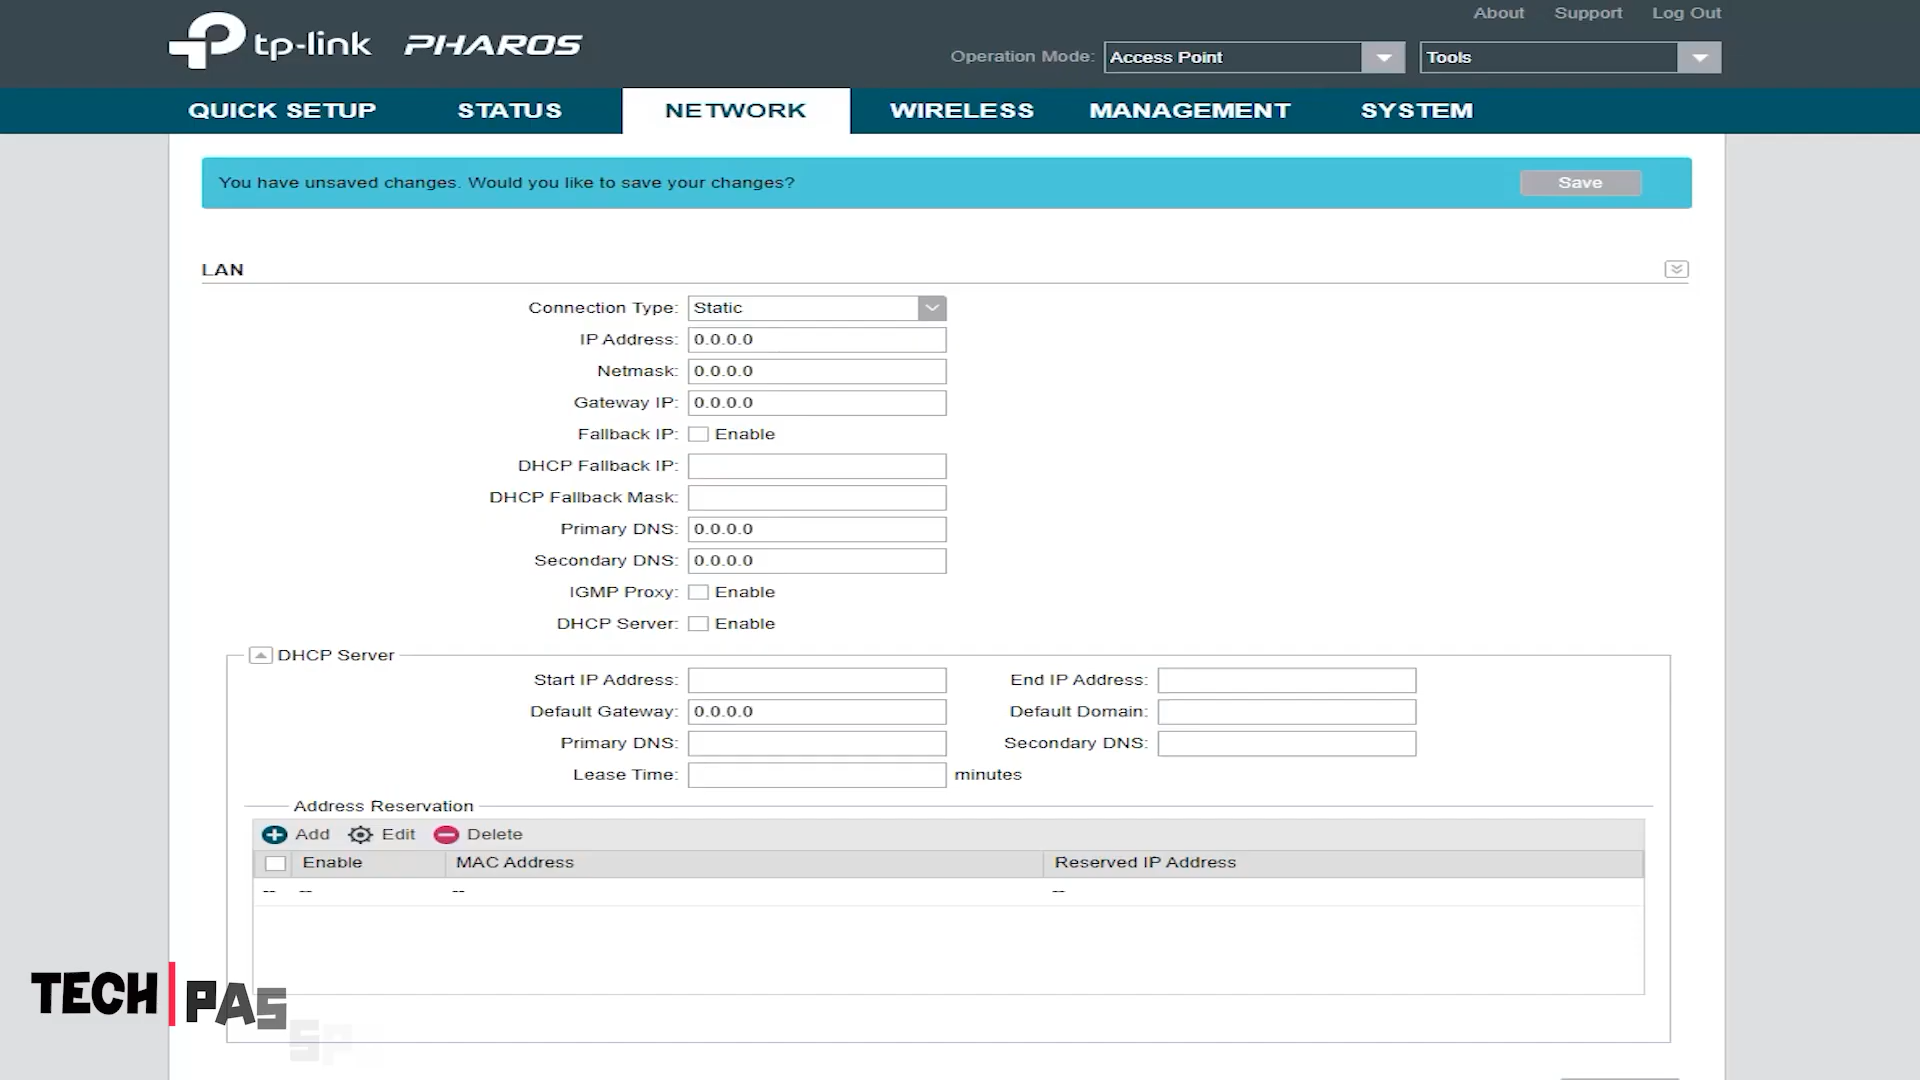 tp-link PHAROS
About Support Log Out
Operation Mode: Access Point Tools
QUICK SETUP STATUS NETWORK WIRELESS MANAGEMENT SYSTEM
You have unsaved changes. Would you like to save your changes? Save
LAN
Connection Type: Static
IP Address: 0.0.0.0
Netmask: 0.0.0.0
Gateway IP: 0.0.0.0
Fallback IP: Enable
DHCP Fallback IP:
DHCP Fallback Mask:
Primary DNS: 0.0.0.0
Secondary DNS: 0.0.0.0
IGMP Proxy: Enable
DHCP Server: Enable
DHCP Server
Start IP Address: End IP Address:
Default Gateway: 0.0.0.0 Default Domain:
Primary DNS: Secondary DNS:
Lease Time: minutes
Address Reservation
Add Edit Delete
Enable MAC Address Reserved IP Address
-- -- -- --
TECH PAS